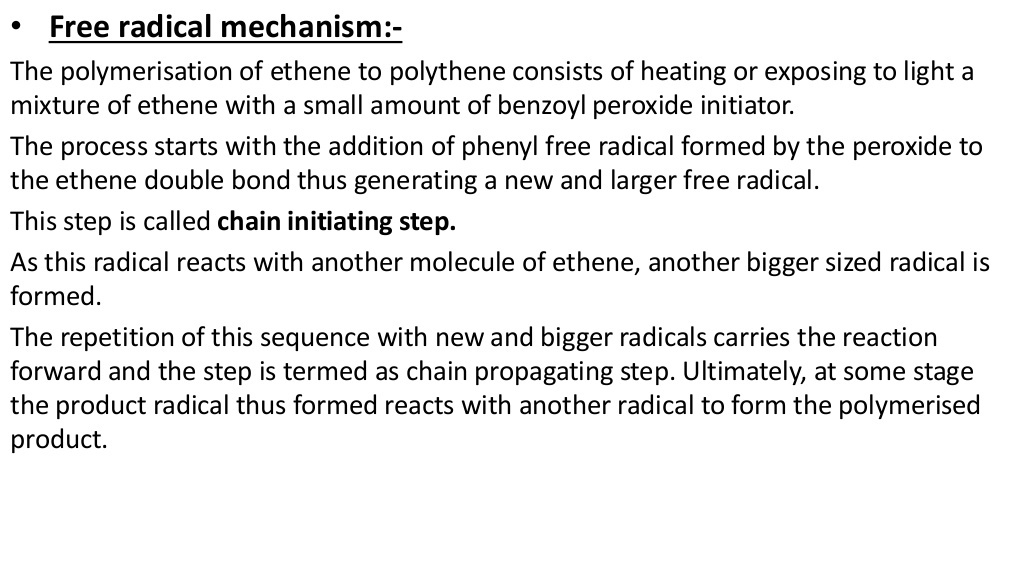 • Free radical mechanism:-
The polymerisation of ethene to polythene consists of heating or exposing to light a
mixture of ethene with a small amount of benzoyl peroxide initiator.
The process starts with the addition of phenyl free radical formed by the peroxide to
the ethene double bond thus generating a new and larger free radical.
This step is called chain initiating step.
As this radical reacts with another molecule of ethene, another bigger sized radical is
formed.
The repetition of this sequence with new and bigger radicals carries the reaction
forward and the step is termed as chain propagating step. Ultimately, at some stage
the product radical thus formed reacts with another radical to form the polymerised
product.